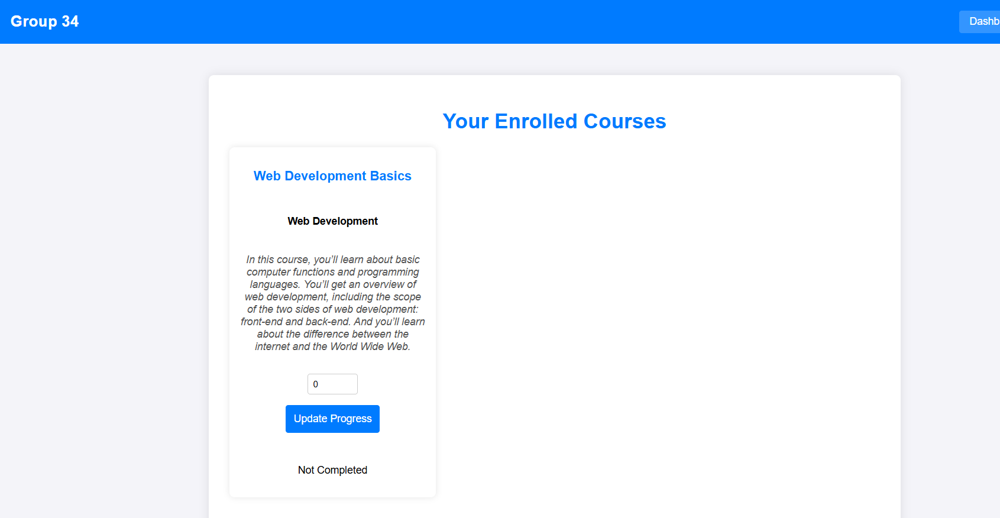 Group 34
Dashb
Your Enrolled Courses
Web Development Basics
Web Development
In this course, you’ll learn about basic
computer functions and programming
languages. You’ll get an overview of
web development, including the scope
of the two sides of web development:
front-end and back-end. And you’ll learn
about the difference between the
internet and the World Wide Web.
0
Update Progress
Not Completed